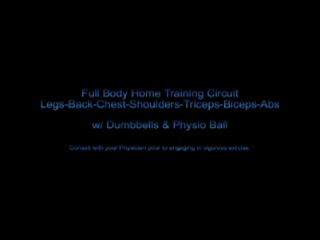 Full Body Home Training Circuit
Legs-Back-Chest-Shoulders-Triceps-Biceps-Abs
w/ Dumbbells & Physio Ball
Consult with your Physician prior to engaging in vigorous exercise.